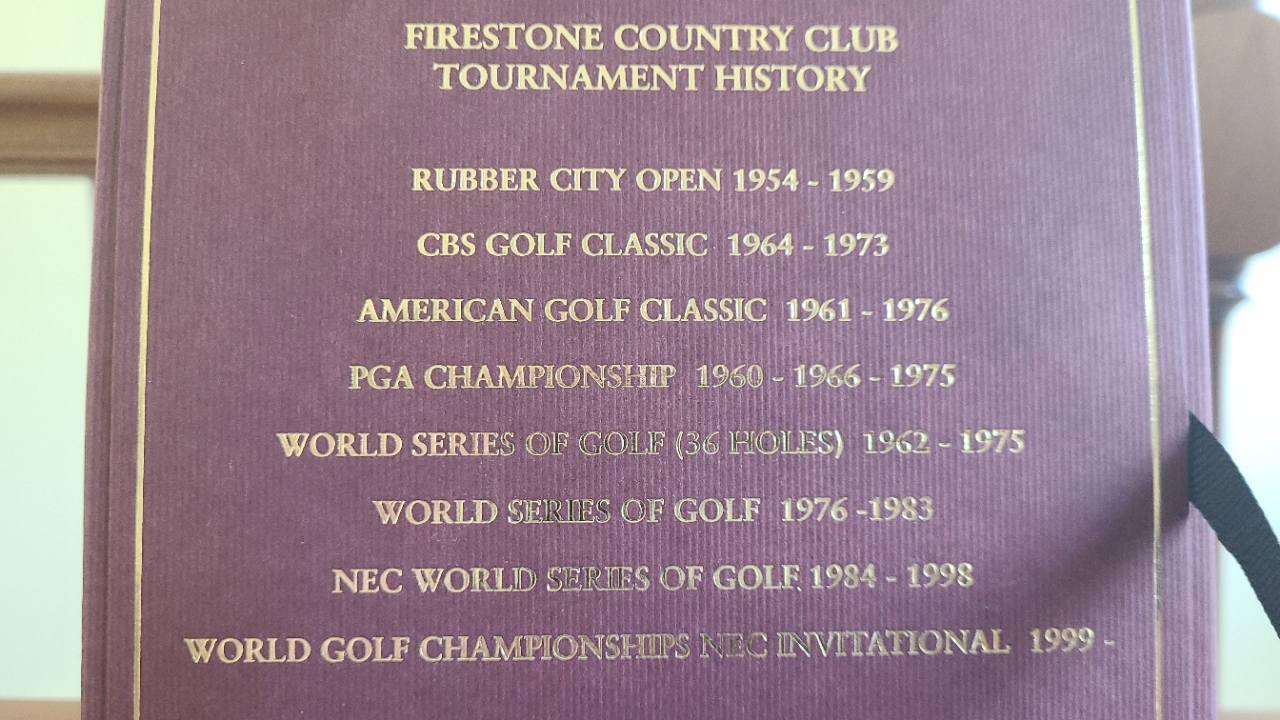 FIRESTONE COUNTRY CLUB
TOURNAMENT HISTORY
RUBBER CITY OPEN 1954 - 1959
CBS GOLF CLASSIC 1964 - 1973
AMERICAN GOLF CLASSIC 1961 - 1976
PGA CHAMPIONSHIP 1960 - 1966 - 1975
WORLD SERIES OF GOLF (36 HOLES) 1962 - 1975
WORLD SERIES OF GOLF 1976 -1983
NEC WORLD SERIES OF GOLF 1984 - 1998
WORLD GOLF CHAMPIONSHIPS NEC INVITATIONAL 1999 -